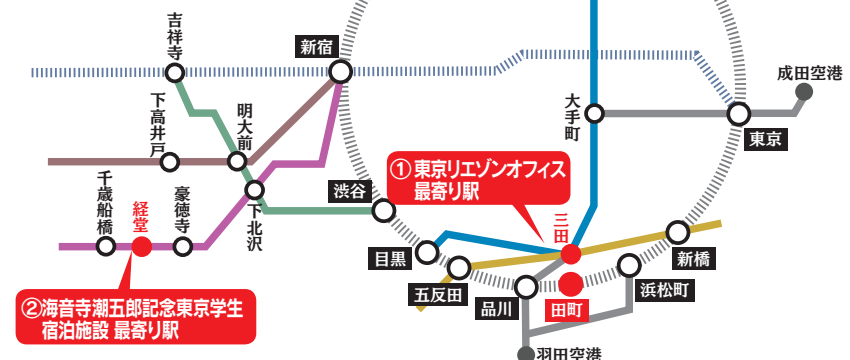 吉祥寺
新宿
成田空港
下高井戸
明大前
大手町
東京
①東京リエゾンオフィス
最寄り駅
千歳船橋
経堂
豪徳寺
下北沢
渋谷
三田
目黒
新橋
五反田
品川
田町
浜松町
②海音寺潮五郎記念東京学生
宿泊施設 最寄り駅
羽田空港